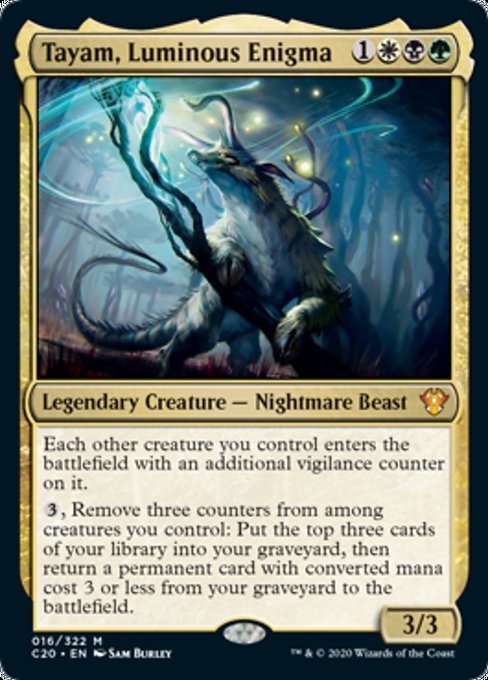 Tayam, Luminous Enigma 1
Legendary Creature — Nightmare Beast
Each other creature you control enters the
battlefield with an additional vigilance counter
on it.
3, Remove three counters from among
creatures you control: Put the top three cards
of your library into your graveyard, then
return a permanent card with converted mana
cost 3 or less from your graveyard to the
battlefield.
3/3
016/322 M
C20 • EN SAM BURLEY
™ & © 2020 Wizards of the Coast